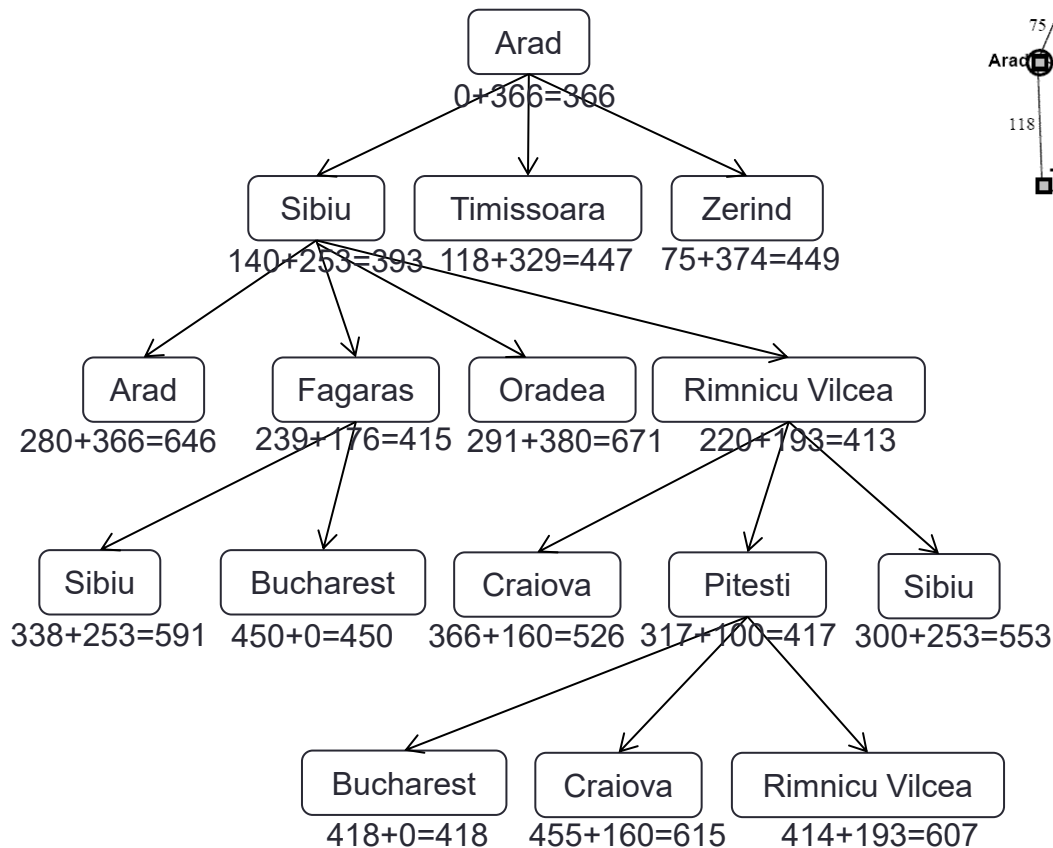 Arad
0+366=366
75
Arad
118
Sibiu
Timissoara
Zerind
140+253=393
118+329=447
75+374=449
Arad
Fagaras
Oradea
Rimnicu Vilcea
280+366=646
239+176=415
291+380=671
220+193=413
Sibiu
Bucharest
Craiova
Pitesti
Sibiu
338+253=591
450+0=450
366+160=526
317+100=417
300+253=553
Bucharest
Craiova
Rimnicu Vilcea
418+0=418
455+160=615
414+193=607